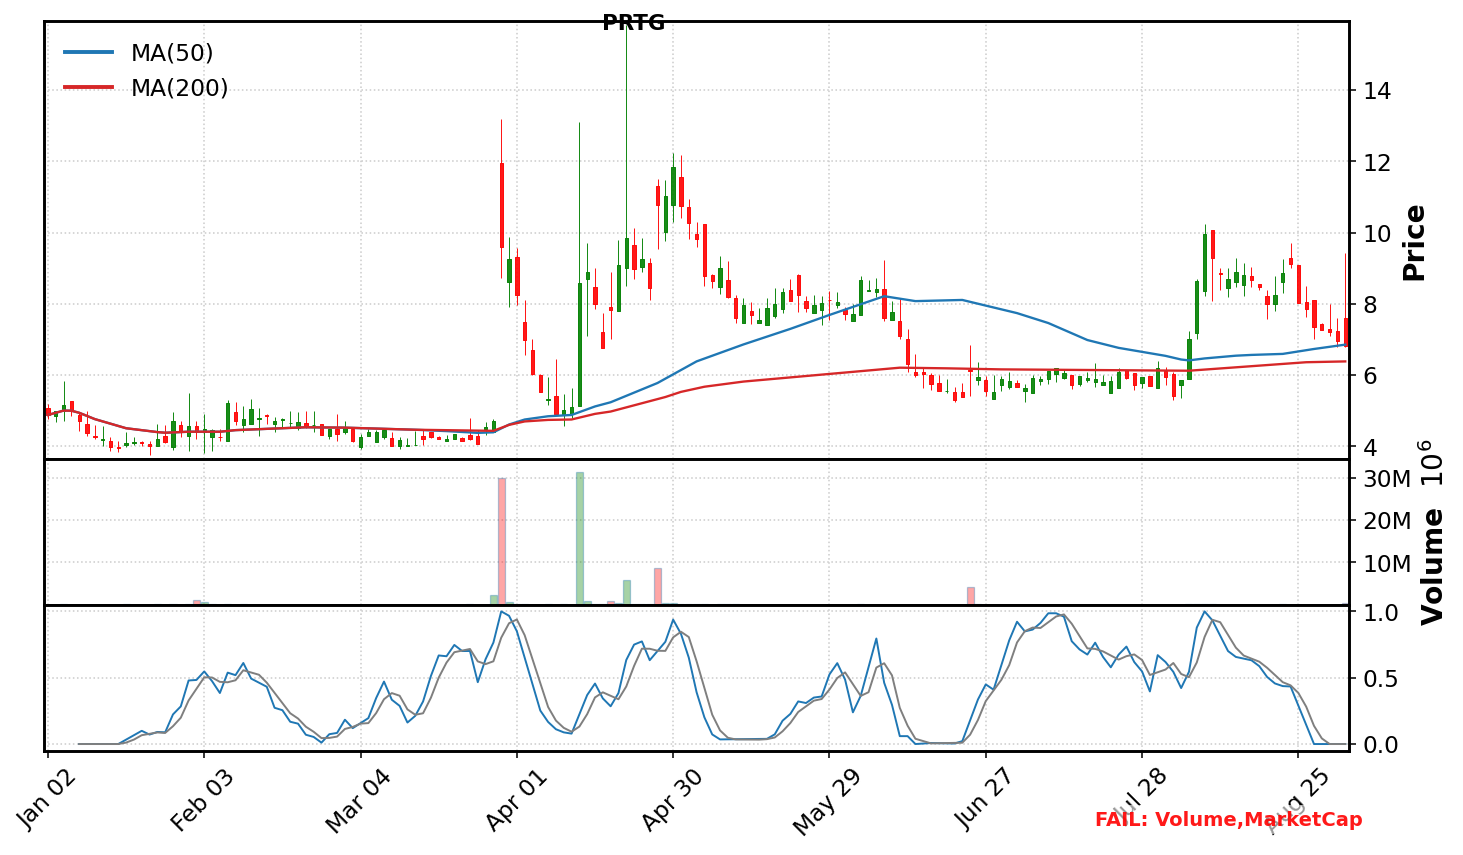 PRTG
MA(50)
MA(200)
14
12
10
8
6
4
Price
30M
20M
10M
Volume 10⁶
1.0
0.5
0.0
Jan 02
Feb 03
Mar 04
Apr 01
Apr 30
May 29
Jun 27
Jul 28
Aug 25
FAIL: Volume,MarketCap